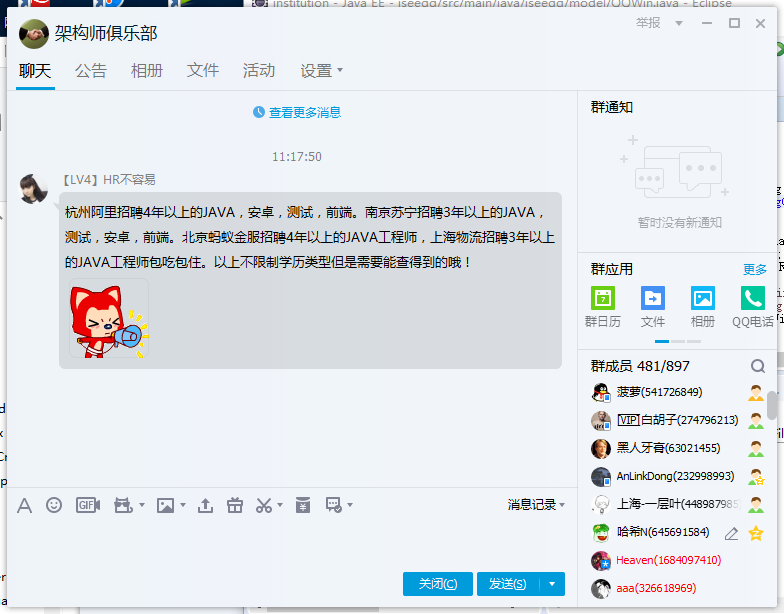 institution - Java EE - iseegg/src/main/java/iseegg/model/QQWin.java - Eclipse
架构师俱乐部
举报
聊天 公告 相册 文件 活动 设置
查看更多消息
11:17:50
【LV4】HR不容易
杭州阿里招聘4年以上的JAVA，安卓，测试，前端。南京苏宁招聘3年以上的JAVA，
测试，安卓，前端。北京蚂蚁金服招聘4年以上的JAVA工程师，上海物流招聘3年以上
的JAVA工程师包吃包住。以上不限制学历类型但是需要能查得到的哦！
GIF
消息记录
关闭(C) 发送(S)
群通知
暂时没有新通知
群应用 更多
7
群日历 文件 相册 QQ电话
群成员 481/897
菠萝(541726849)
[VIP]白胡子(274796213)
黑人牙膏(63021455)
AnLinkDong(232998993)
上海-一层叶(448987985
哈希N(645691584)
Heaven(1684097410)
aaa(326618969)